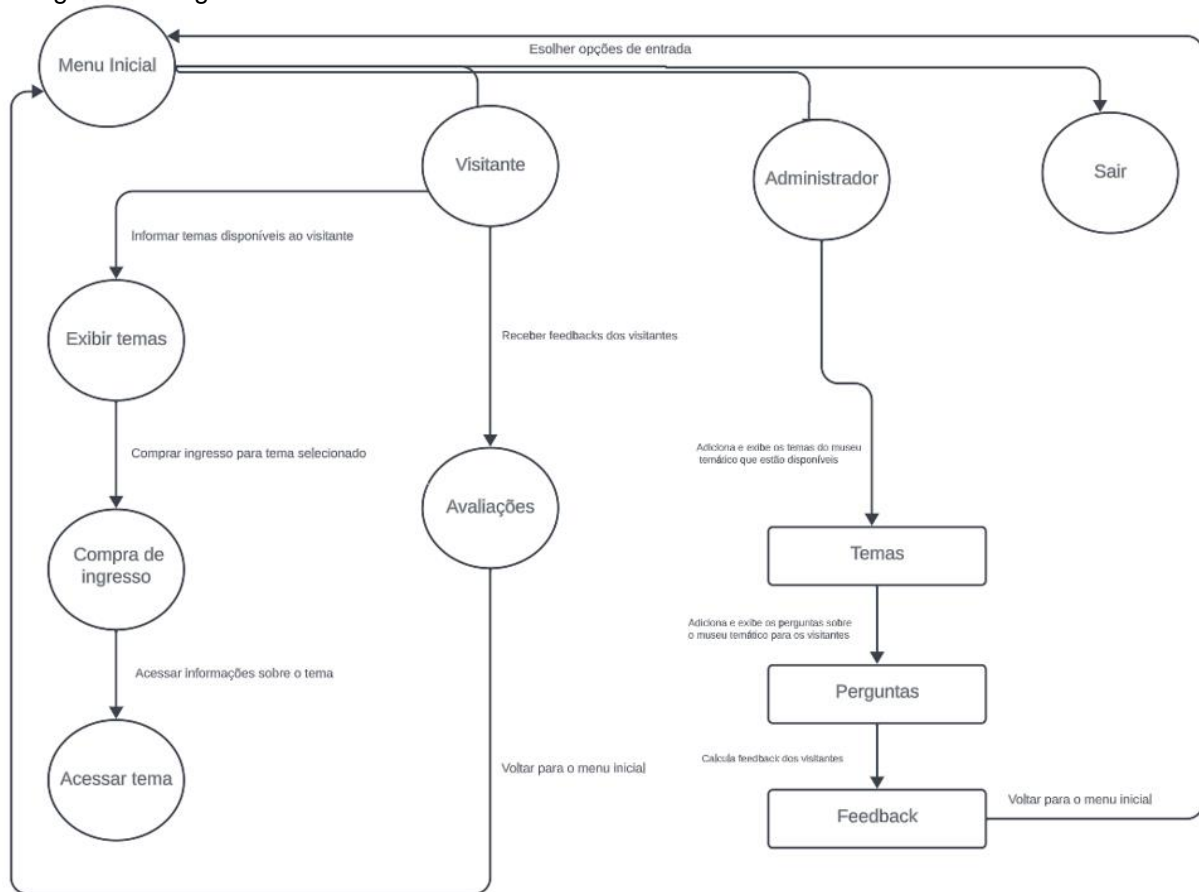 Menu Inicial
Esolher opções de entrada
Visitante
Administrador
Sair
Informar temas disponíveis ao visitante
Exibir temas
Receber feedbacks dos visitantes
Comprar ingresso para tema selecionado
Adiciona e exibe os temas do museu
temático que estão disponíveis
Avaliações
Compra de
ingresso
Temas
Adiciona e exibe os perguntas sobre
o museu temático para os visitantes
Acessar informações sobre o tema
Perguntas
Calcula feedback dos visitantes
Acessar tema
Voltar para o menu inicial
Feedback
Voltar para o menu inicial